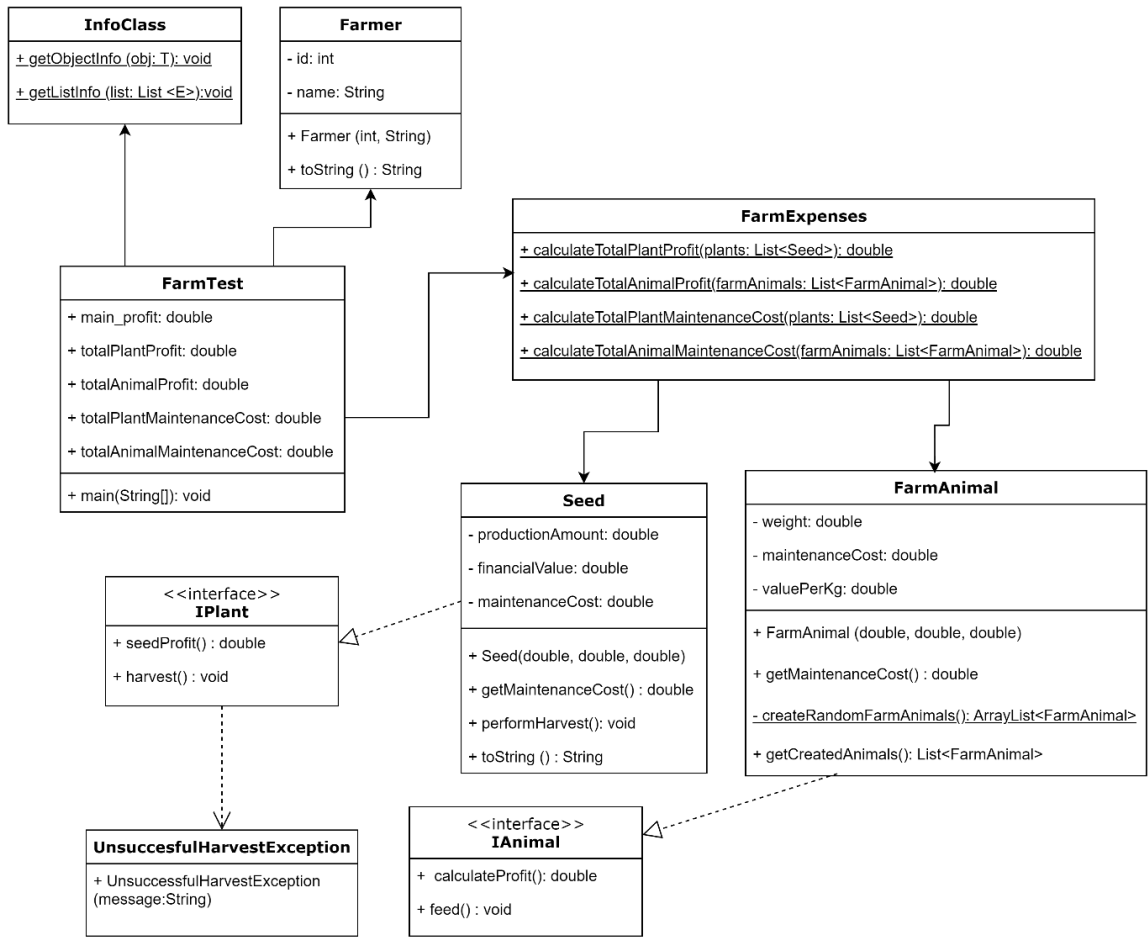 InfoClass
+ getObjectInfo (obj: T): void
+ getListInfo (list: List <E>):void
Farmer
- id: int
- name: String
+ Farmer (int, String)
+ toString () : String
FarmExpenses
+ calculateTotalPlantProfit(plants: List<Seed>): double
+ calculateTotalAnimalProfit(farmAnimals: List<FarmAnimal>): double
+ calculateTotalPlantMaintenanceCost(plants: List<Seed>): double
+ calculateTotalAnimalMaintenanceCost(farmAnimals: List<FarmAnimal>): double
FarmTest
+ main_profit: double
+ totalPlantProfit: double
+ totalAnimalProfit: double
+ totalPlantMaintenanceCost: double
+ totalAnimalMaintenanceCost: double
+ main(String[]): void
Seed
- productionAmount: double
- financialValue: double
- maintenanceCost: double
+ Seed(double, double, double)
+ getMaintenanceCost() : double
+ performHarvest(): void
+ toString () : String
FarmAnimal
- weight: double
- maintenanceCost: double
- valuePerKg: double
+ FarmAnimal (double, double, double)
+ getMaintenanceCost() : double
- createRandomFarmAnimals(): ArrayList<FarmAnimal>
+ getCreatedAnimals(): List<FarmAnimal>
<<interface>>
IPlant
+ seedProfit() : double
+ harvest() : void
UnsuccesfulHarvestException
+ UnsuccessfulHarvestException
(message:String)
<<interface>>
IAnimal
+ calculateProfit(): double
+ feed() : void